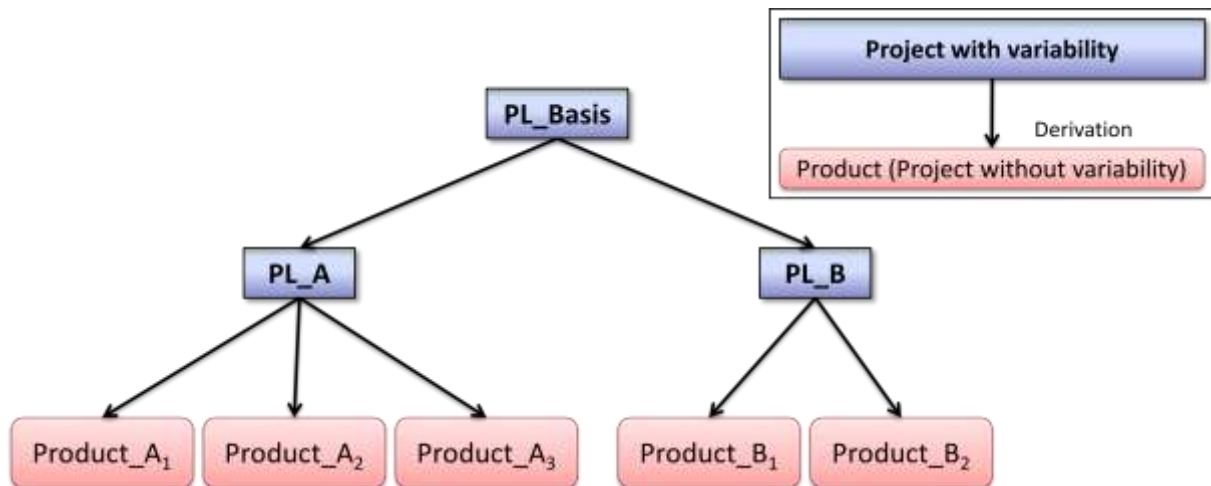 Project with variability
PL_Basis
Derivation
Product (Project without variability)
PL_A
PL_B
Product_A₁
Product_A₂
Product_A₃
Product_B₁
Product_B₂